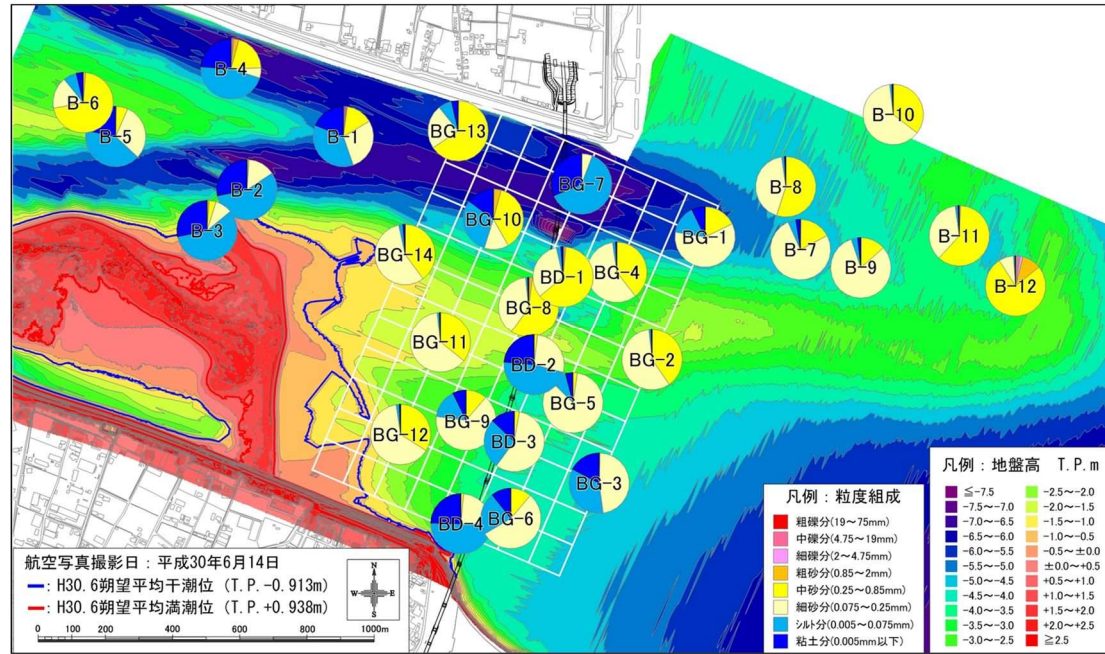 B-4
B-6
B-5
B-1
BG-13
B-10
B-2
BG-7
B-8
B-3
BG-10
BG-1
B-7
B-11
BG-14
BD-1
BG-4
B-9
B-12
BG-8
BG-11
BD-2
BG-2
BG-5
BG-9
BG-12
BD-3
BG-3
BD-4
BG-6
航空写真撮影日:平成30年6月14日
: H30.6朔望平均干潮位 (T.P.-0.913m)
: H30.6朔望平均満潮位 (T.P.+0.938m)
0 200 400 600 800 1000m
N
W E
S
凡例:粒度組成
粗礫分(19~75mm)
中礫分(4.75~19mm)
細礫分(2~4.75mm)
粗砂分(0.85~2mm)
中砂分(0.25~0.85mm)
細砂分(0.075~0.25mm)
シルト分(0.005~0.075mm)
粘土分(0.005mm以下)
凡例:地盤高 T.P.m
≦-7.5
-7.5~-7.0
-7.0~-6.5
-6.5~-6.0
-6.0~-5.5
-5.5~-5.0
-5.0~-4.5
-4.5~-4.0
-4.0~-3.5
-3.5~-3.0
-3.0~-2.5
-2.5~-2.0
-2.0~-1.5
-1.5~-1.0
-1.0~-0.5
-0.5~±0.0
±0.0~+0.5
+0.5~+1.0
+1.0~+1.5
+1.5~+2.0
+2.0~+2.5
≧2.5